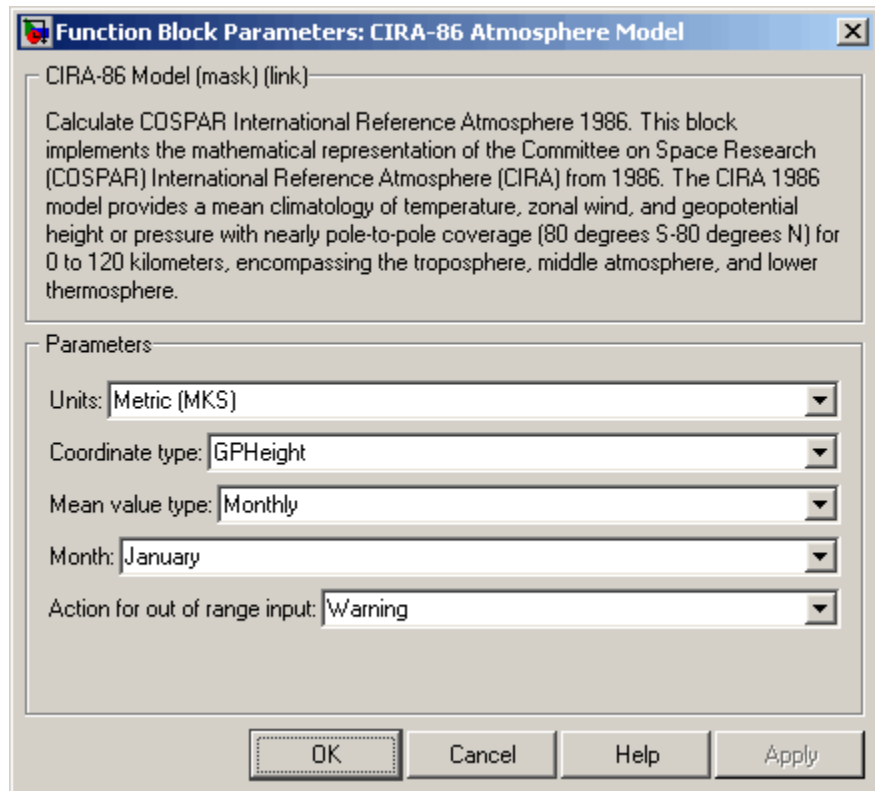 Function Block Parameters: CIRA-86 Atmosphere Model
CIRA-86 Model (mask) (link)
Calculate COSPAR International Reference Atmosphere 1986. This block
implements the mathematical representation of the Committee on Space Research
(COSPAR) International Reference Atmosphere (CIRA) from 1986. The CIRA 1986
model provides a mean climatology of temperature, zonal wind, and geopotential
height or pressure with nearly pole-to-pole coverage (80 degrees S-80 degrees N) for
0 to 120 kilometers, encompassing the troposphere, middle atmosphere, and lower
thermosphere.
Parameters
Units: Metric (MKS)
Coordinate type: GPHeight
Mean value type: Monthly
Month: January
Action for out of range input: Warning
OK Cancel Help Apply